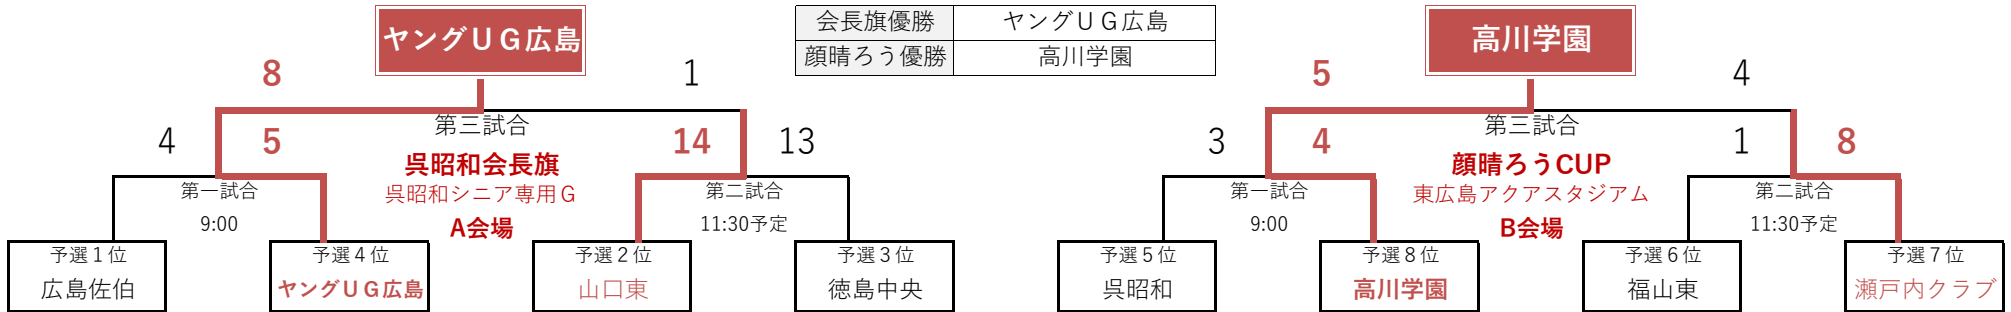 ヤングＵＧ広島
会長旗優勝 ヤングＵＧ広島
顔晴ろう優勝 高川学園
高川学園
8 1
第三試合
4 5 14 13
呉昭和会長旗
呉昭和シニア専用Ｇ
A会場
第一試合
9:00
第二試合
11:30予定
予選１位
広島佐伯
予選４位
ヤングＵＧ広島
予選２位
山口東
予選３位
徳島中央
5 4
第三試合
3 4 1 8
顔晴ろうCUP
東広島アクアスタジアム
B会場
第一試合
9:00
第二試合
11:30予定
予選５位
呉昭和
予選８位
高川学園
予選６位
福山東
予選７位
瀬戸内クラブ